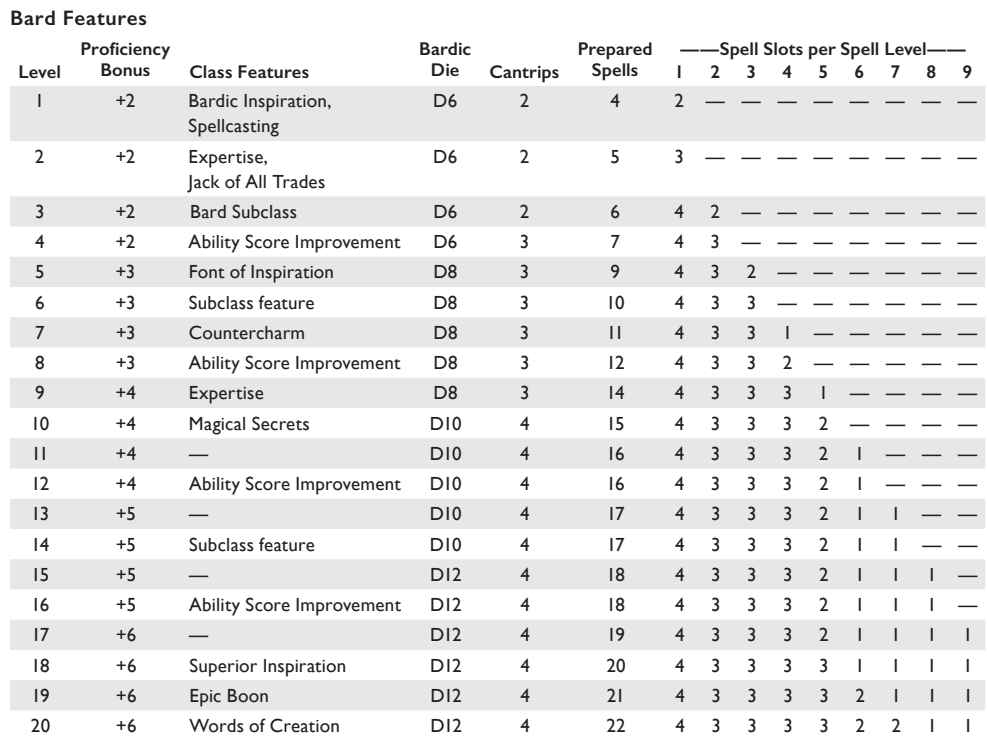 Bard Features
Proficiency Bardic Prepared ——Spell Slots per Spell Level——
Level Bonus Class Features Die Cantrips Spells 1 2 3 4 5 6 7 8 9
1 +2 Bardic Inspiration, D6 2 4 2 — — — — — — — —
Spellcasting
2 +2 Expertise, D6 2 5 3 — — — — — — — —
Jack of All Trades
3 +2 Bard Subclass D6 2 6 4 2 — — — — — — —
4 +2 Ability Score Improvement D6 3 7 4 3 — — — — — — —
5 +3 Font of Inspiration D8 3 9 4 3 2 — — — — — —
6 +3 Subclass feature D8 3 10 4 3 3 — — — — — —
7 +3 Countercharm D8 3 11 4 3 3 1 — — — — —
8 +3 Ability Score Improvement D8 3 12 4 3 3 2 — — — — —
9 +4 Expertise D8 3 14 4 3 3 3 1 — — — —
10 +4 Magical Secrets D10 4 15 4 3 3 3 2 — — — —
11 +4 — D10 4 16 4 3 3 3 2 1 — — —
12 +4 Ability Score Improvement D10 4 16 4 3 3 3 2 1 — — —
13 +5 — D10 4 17 4 3 3 3 2 1 1 — —
14 +5 Subclass feature D10 4 17 4 3 3 3 2 1 1 — —
15 +5 — D12 4 18 4 3 3 3 2 1 1 1 —
16 +5 Ability Score Improvement D12 4 18 4 3 3 3 2 1 1 1 —
17 +6 — D12 4 19 4 3 3 3 2 1 1 1 1
18 +6 Superior Inspiration D12 4 20 4 3 3 3 3 1 1 1 1
19 +6 Epic Boon D12 4 21 4 3 3 3 3 2 1 1 1
20 +6 Words of Creation D12 4 22 4 3 3 3 3 2 2 1 1